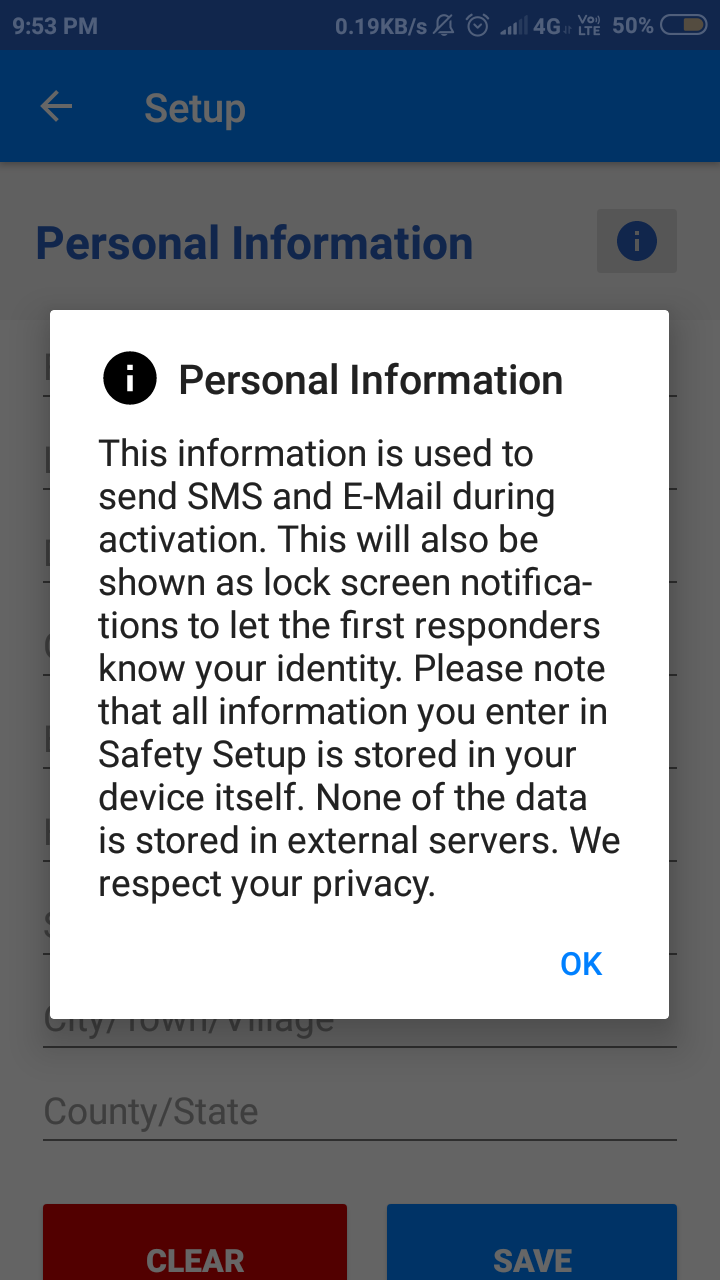 9:53 PM 0.19KB/s 4G VoLTE 50%
Setup
Personal Information
Personal Information
This information is used to
send SMS and E-Mail during
activation. This will also be
shown as lock screen notifica-
tions to let the first responders
know your identity. Please note
that all information you enter in
Safety Setup is stored in your
device itself. None of the data
is stored in external servers. We
respect your privacy.
OK
City/Town/Village
County/State
CLEAR SAVE